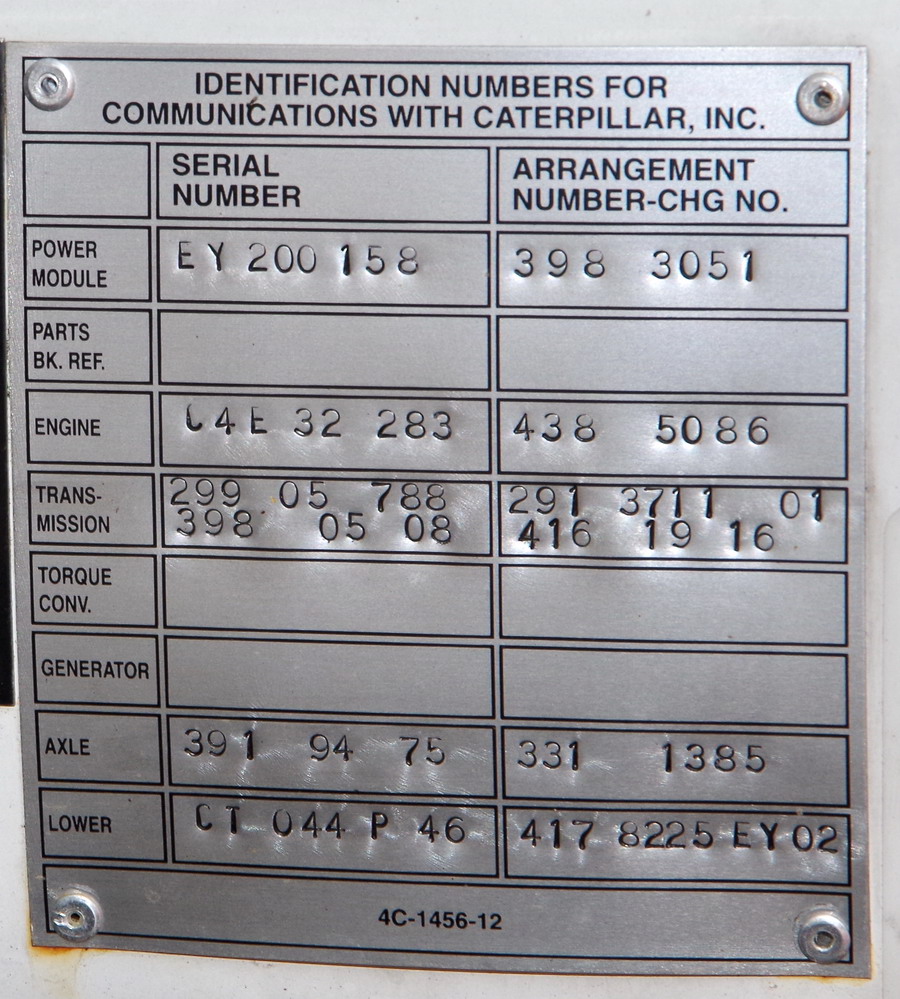 IDENTIFICATION NUMBERS FOR
COMMUNICATIONS WITH CATERPILLAR, INC.
SERIAL
NUMBER
ARRANGEMENT
NUMBER-CHG NO.
POWER
MODULE
EY 200 158
398 3051
PARTS
BK. REF.
ENGINE
C4E 32 283
438 5086
TRANS-
MISSION
299 05 788
398 05 08
291 3711 01
416 19 16
TORQUE
CONV.
GENERATOR
AXLE
391 94 75
331 1385
LOWER
CT 044 P 46
417 8225 EY02
4C-1456-12